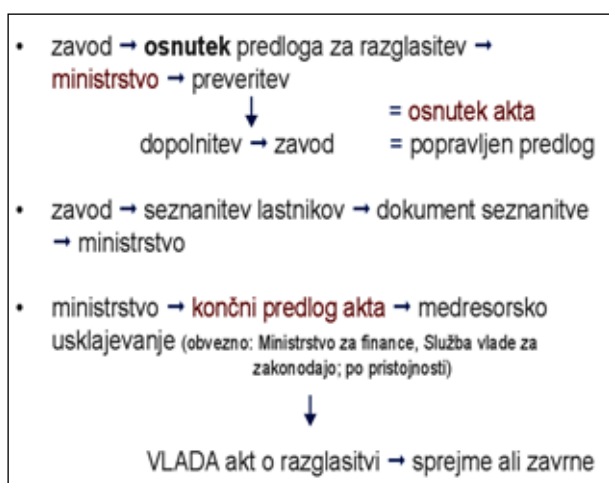 • zavod → osnutek predloga za razglasitev →
ministrstvo → preveritev
↓ = osnutek akta
dopolnitev → zavod = popravljen predlog
• zavod → seznanitev lastnikov → dokument seznanitve
→ ministrstvo
• ministrstvo → končni predlog akta → medresorsko
usklajevanje (obvezno: Ministrstvo za finance, Služba vlade za
zakonodajo; po pristojnosti)
↓
VLADA akt o razglasitvi → sprejme ali zavrne